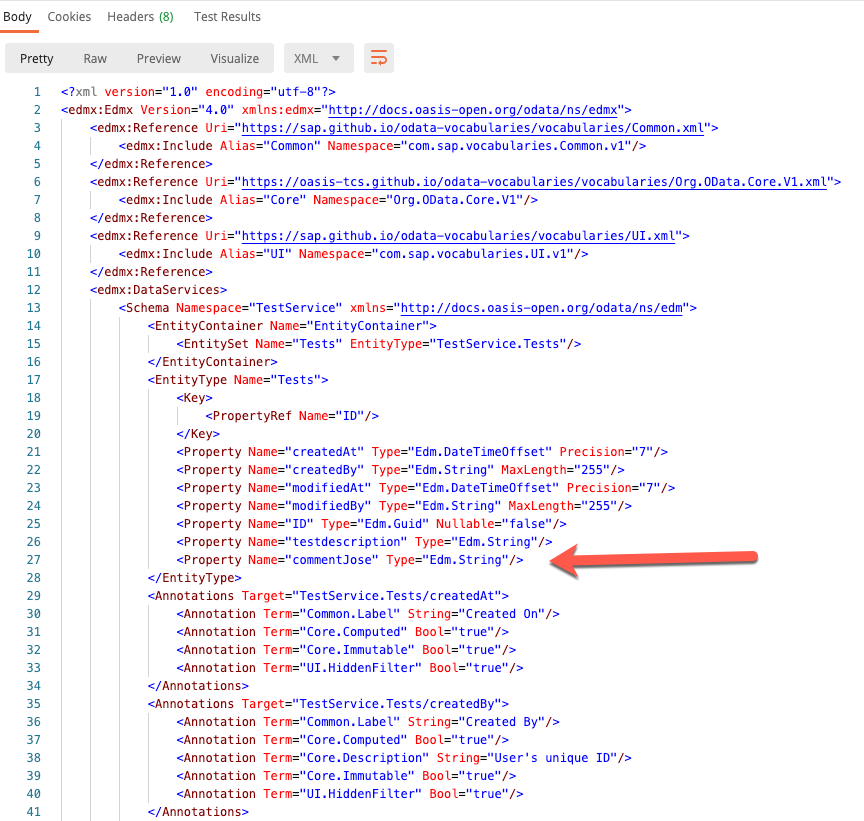 Body Cookies Headers (8) Test Results
Pretty Raw Preview Visualize XML
1 <?xml version="1.0" encoding="utf-8"?>
2 <edmx:Edmx Version="4.0" xmlns:edmx="http://docs.oasis-open.org/odata/ns/edmx">
3 <edmx:Reference Uri="https://sap.github.io/odata-vocabularies/vocabularies/Common.xml">
4 <edmx:Include Alias="Common" Namespace="com.sap.vocabularies.Common.v1"/>
5 </edmx:Reference>
6 <edmx:Reference Uri="https://oasis-tcs.github.io/odata-vocabularies/vocabularies/Org.OData.Core.V1.xml">
7 <edmx:Include Alias="Core" Namespace="Org.OData.Core.V1"/>
8 </edmx:Reference>
9 <edmx:Reference Uri="https://sap.github.io/odata-vocabularies/vocabularies/UI.xml">
10 <edmx:Include Alias="UI" Namespace="com.sap.vocabularies.UI.v1"/>
11 </edmx:Reference>
12 <edmx:DataServices>
13 <Schema Namespace="TestService" xmlns="http://docs.oasis-open.org/odata/ns/edm">
14 <EntityContainer Name="EntityContainer">
15 <EntitySet Name="Tests" EntityType="TestService.Tests"/>
16 </EntityContainer>
17 <EntityType Name="Tests">
18 <Key>
19 <PropertyRef Name="ID"/>
20 </Key>
21 <Property Name="createdAt" Type="Edm.DateTimeOffset" Precision="7"/>
22 <Property Name="createdBy" Type="Edm.String" MaxLength="255"/>
23 <Property Name="modifiedAt" Type="Edm.DateTimeOffset" Precision="7"/>
24 <Property Name="modifiedBy" Type="Edm.String" MaxLength="255"/>
25 <Property Name="ID" Type="Edm.Guid" Nullable="false"/>
26 <Property Name="testdescription" Type="Edm.String"/>
27 <Property Name="commentJose" Type="Edm.String"/>
28 </EntityType>
29 <Annotations Target="TestService.Tests/createdAt">
30 <Annotation Term="Common.Label" String="Created On"/>
31 <Annotation Term="Core.Computed" Bool="true"/>
32 <Annotation Term="Core.Immutable" Bool="true"/>
33 <Annotation Term="UI.HiddenFilter" Bool="true"/>
34 </Annotations>
35 <Annotations Target="TestService.Tests/createdBy">
36 <Annotation Term="Common.Label" String="Created By"/>
37 <Annotation Term="Core.Computed" Bool="true"/>
38 <Annotation Term="Core.Description" String="User's unique ID"/>
39 <Annotation Term="Core.Immutable" Bool="true"/>
40 <Annotation Term="UI.HiddenFilter" Bool="true"/>
41 </Annotations>